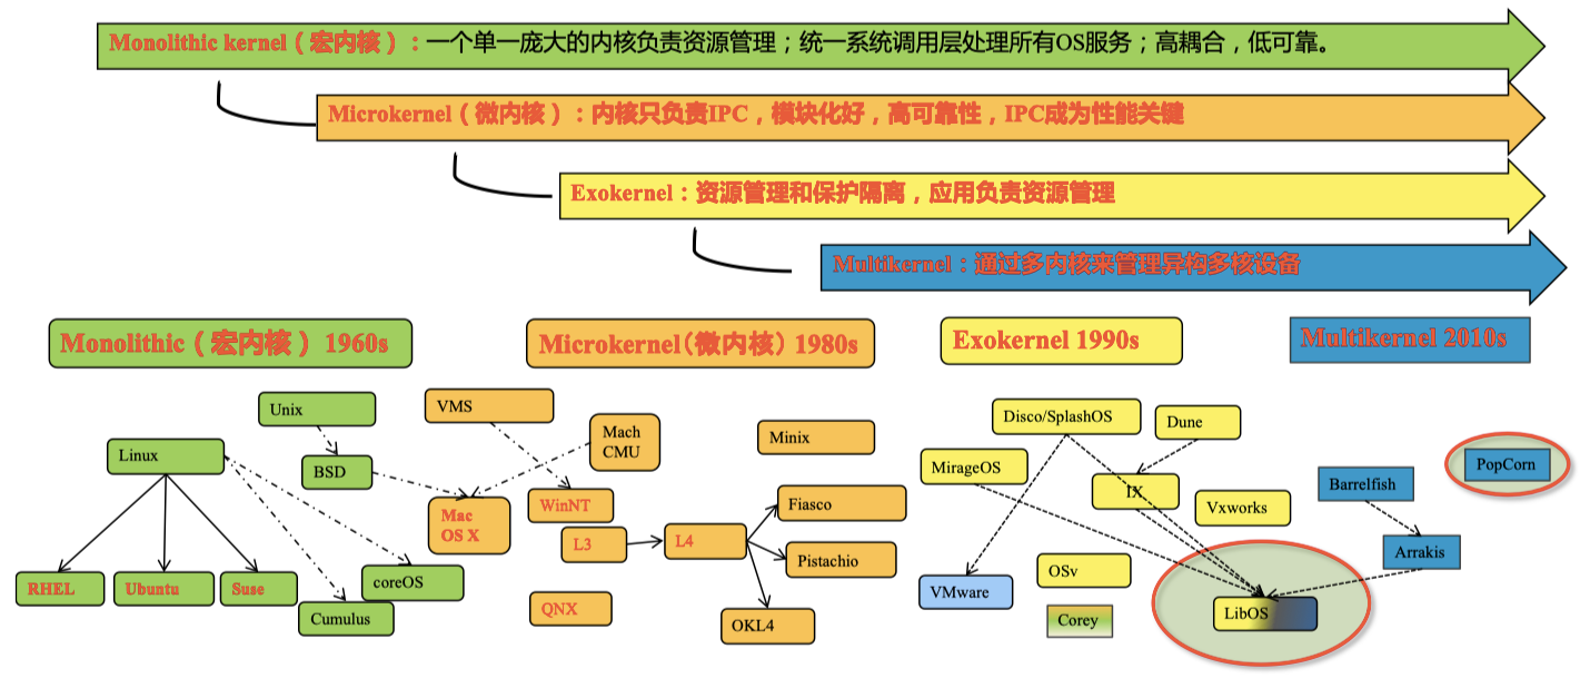 Monolithic kernel（宏内核）：一个单一庞大的内核负责资源管理；统一系统调用层处理所有OS服务；高耦合，低可靠。
Microkernel（微内核）：内核只负责IPC，模块化好，高可靠性，IPC成为性能关键
Exokernel：资源管理和保护隔离，应用负责资源管理
Multikernel：通过多内核来管理异构多核设备
Monolithic（宏内核） 1960s
Microkernel（微内核） 1980s
Exokernel 1990s
Multikernel 2010s
Unix
Linux
BSD
RHEL
Ubuntu
Suse
coreOS
Cumulus
VMS
Mach
CMU
Minix
Mac
OS X
WinNT
L3
L4
Fiasco
Pistachio
QNX
OKL4
Disco/SplashOS
Dune
MirageOS
IX
Vxworks
VMware
OSv
Corey
LibOS
Barrelfish
Arrakis
PopCorn